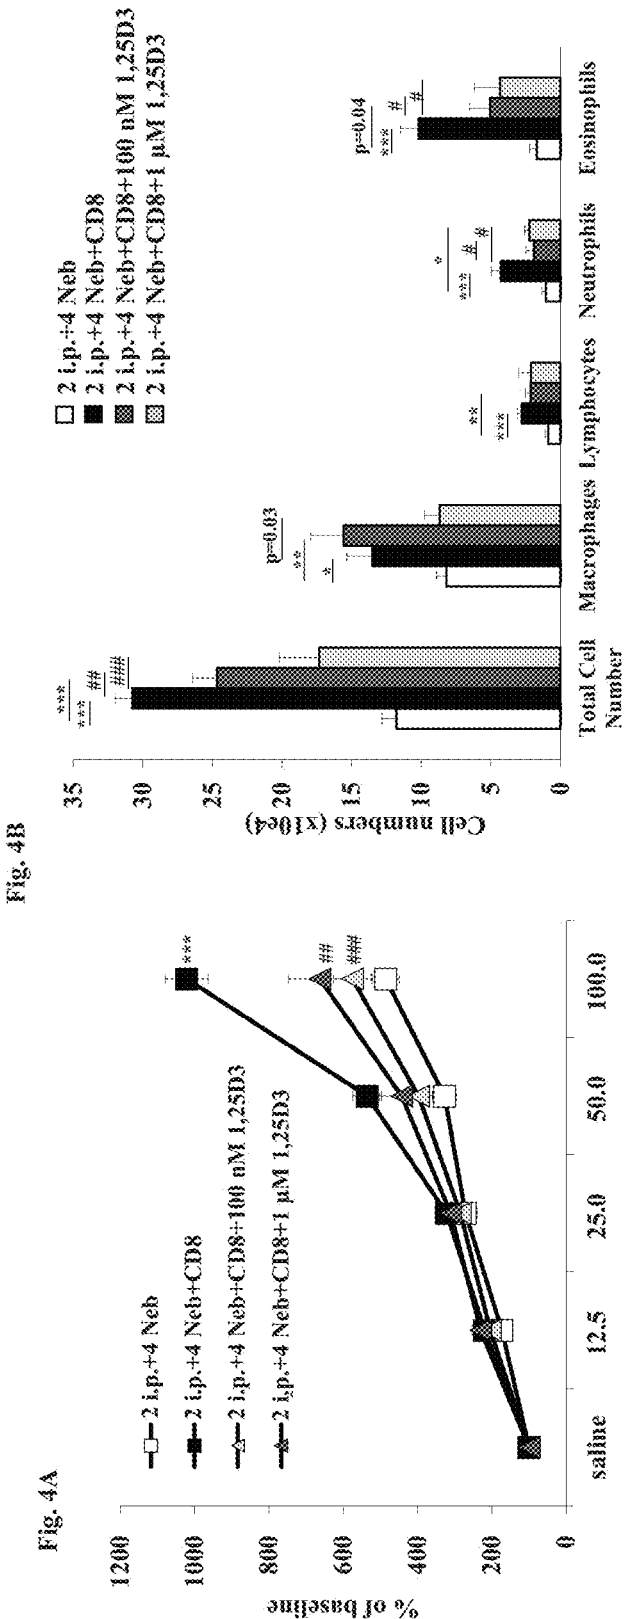 Fig. 4A
1200
1000
800
600
400
200
0
% of baseline
2 i.p.+4 Neb
2 i.p.+4 Neb+CD8
2 i.p.+4 Neb+CD8+100 nM 1,25D3
2 i.p.+4 Neb+CD8+1 µM 1,25D3
***
##
###
saline
12.5
25.0
50.0
100.0
Fig. 4B
35
30
25
20
15
10
5
0
Cell numbers (x10e4)
2 i.p.+4 Neb
2 i.p.+4 Neb+CD8
2 i.p.+4 Neb+CD8+100 nM 1,25D3
2 i.p.+4 Neb+CD8+1 µM 1,25D3
***
***
##
###
p=0.03
**
*
**
***
*
***
#
#
p=0.04
***
#
#
Total Cell
Number
Macrophages
Lymphocytes
Neutrophils
Eosinophils